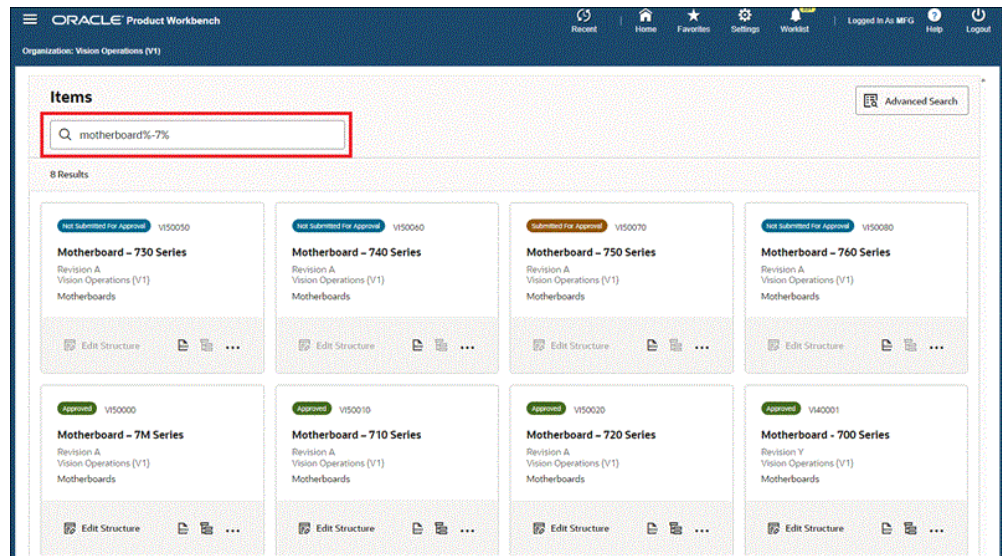 ORACLE Product Workbench
Recent
Home
Favorites
Settings
Worklist
Logged In As MFG
Help
Logout
Organization: Vision Operations (V1)
Items
Advanced Search
motherboard%-7%
8 Results
Not Submitted For Approval VI50050
Motherboard – 730 Series
Revision A
Vision Operations (V1)
Motherboards
Edit Structure
Not Submitted For Approval VI50060
Motherboard – 740 Series
Revision A
Vision Operations (V1)
Motherboards
Edit Structure
Submitted For Approval VI50070
Motherboard – 750 Series
Revision A
Vision Operations (V1)
Motherboards
Edit Structure
Not Submitted For Approval VI50080
Motherboard – 760 Series
Revision A
Vision Operations (V1)
Motherboards
Edit Structure
Approved VI50000
Motherboard – 7M Series
Revision A
Vision Operations (V1)
Motherboards
Edit Structure
Approved VI50010
Motherboard – 710 Series
Revision A
Vision Operations (V1)
Motherboards
Edit Structure
Approved VI50020
Motherboard – 720 Series
Revision A
Vision Operations (V1)
Motherboards
Edit Structure
Approved VI40001
Motherboard - 700 Series
Revision Y
Vision Operations (V1)
Motherboards
Edit Structure